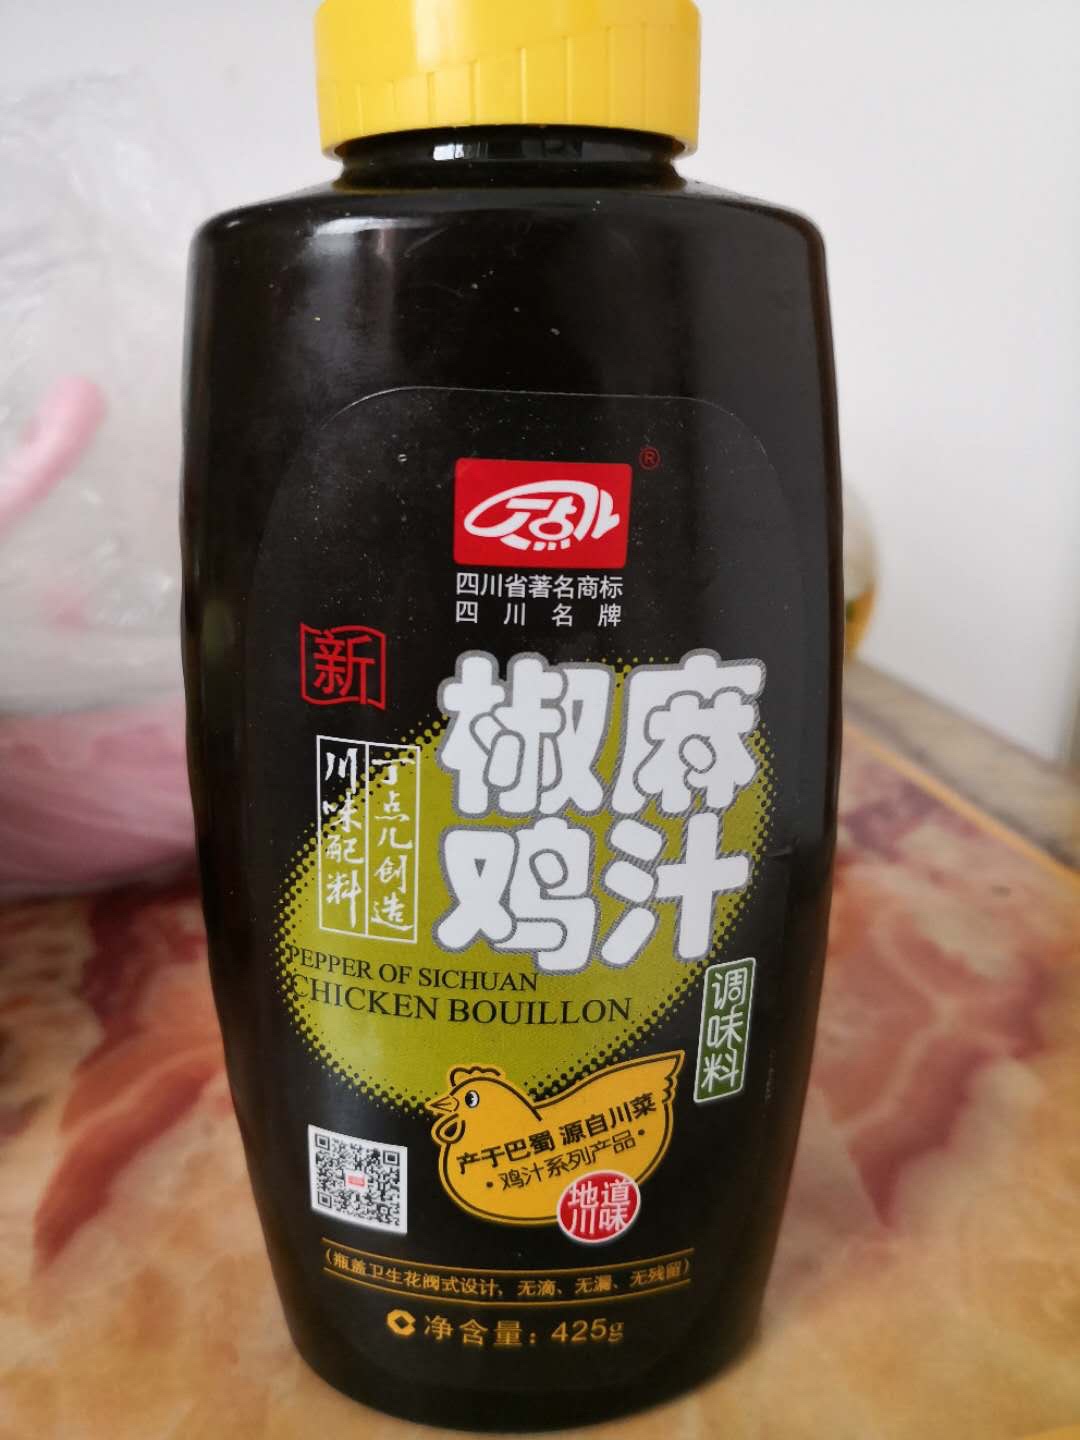 丁点儿
®
四川省著名商标
四川名牌
新
椒麻
鸡汁
丁点儿创造
川味配料
PEPPER OF SICHUAN
CHICKEN BOUILLON
调味料
产于巴蜀 源自川菜
·鸡汁系列产品·
地道
川味
(瓶盖卫生花阀式设计,无滴、无漏、无残留)
净含量:425g